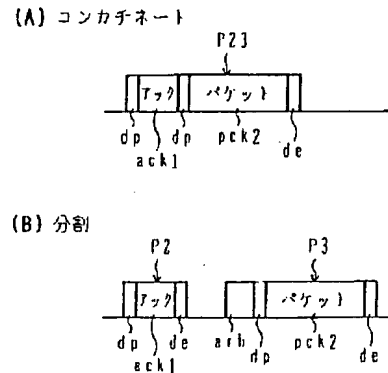 (A) コンカチネート
P23
アック パケット
dp dp pck2 de
ack1
(B) 分割
P2 P3
アック パケット
dp de arb dp pck2 de
ack1